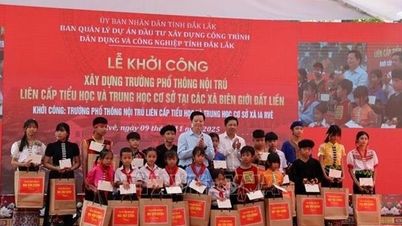 ỦY BAN NHÂN DÂN TỈNH ĐẮK LẮK
BAN QUẢN LÝ DỰ ÁN ĐẦU TƯ XÂY DỰNG CÔNG TRÌNH
DÂN DỤNG VÀ CÔNG NGHIỆP TỈNH ĐẮK LẮK
LỄ KHỞI CÔNG
XÂY DỰNG TRƯỜNG PHỔ THÔNG NỘI TRÚ
LIÊN CẤP TIỂU HỌC VÀ TRUNG HỌC CƠ SỞ TẠI CÁC XÃ BIÊN GIỚI ĐẤT LIỀN
KHỞI CÔNG: TRƯỜNG PHỔ THÔNG NỘI TRÚ LIÊN CẤP TIỂU HỌC VÀ TRUNG HỌC CƠ SỞ XÃ IA RVÊ
09 2025